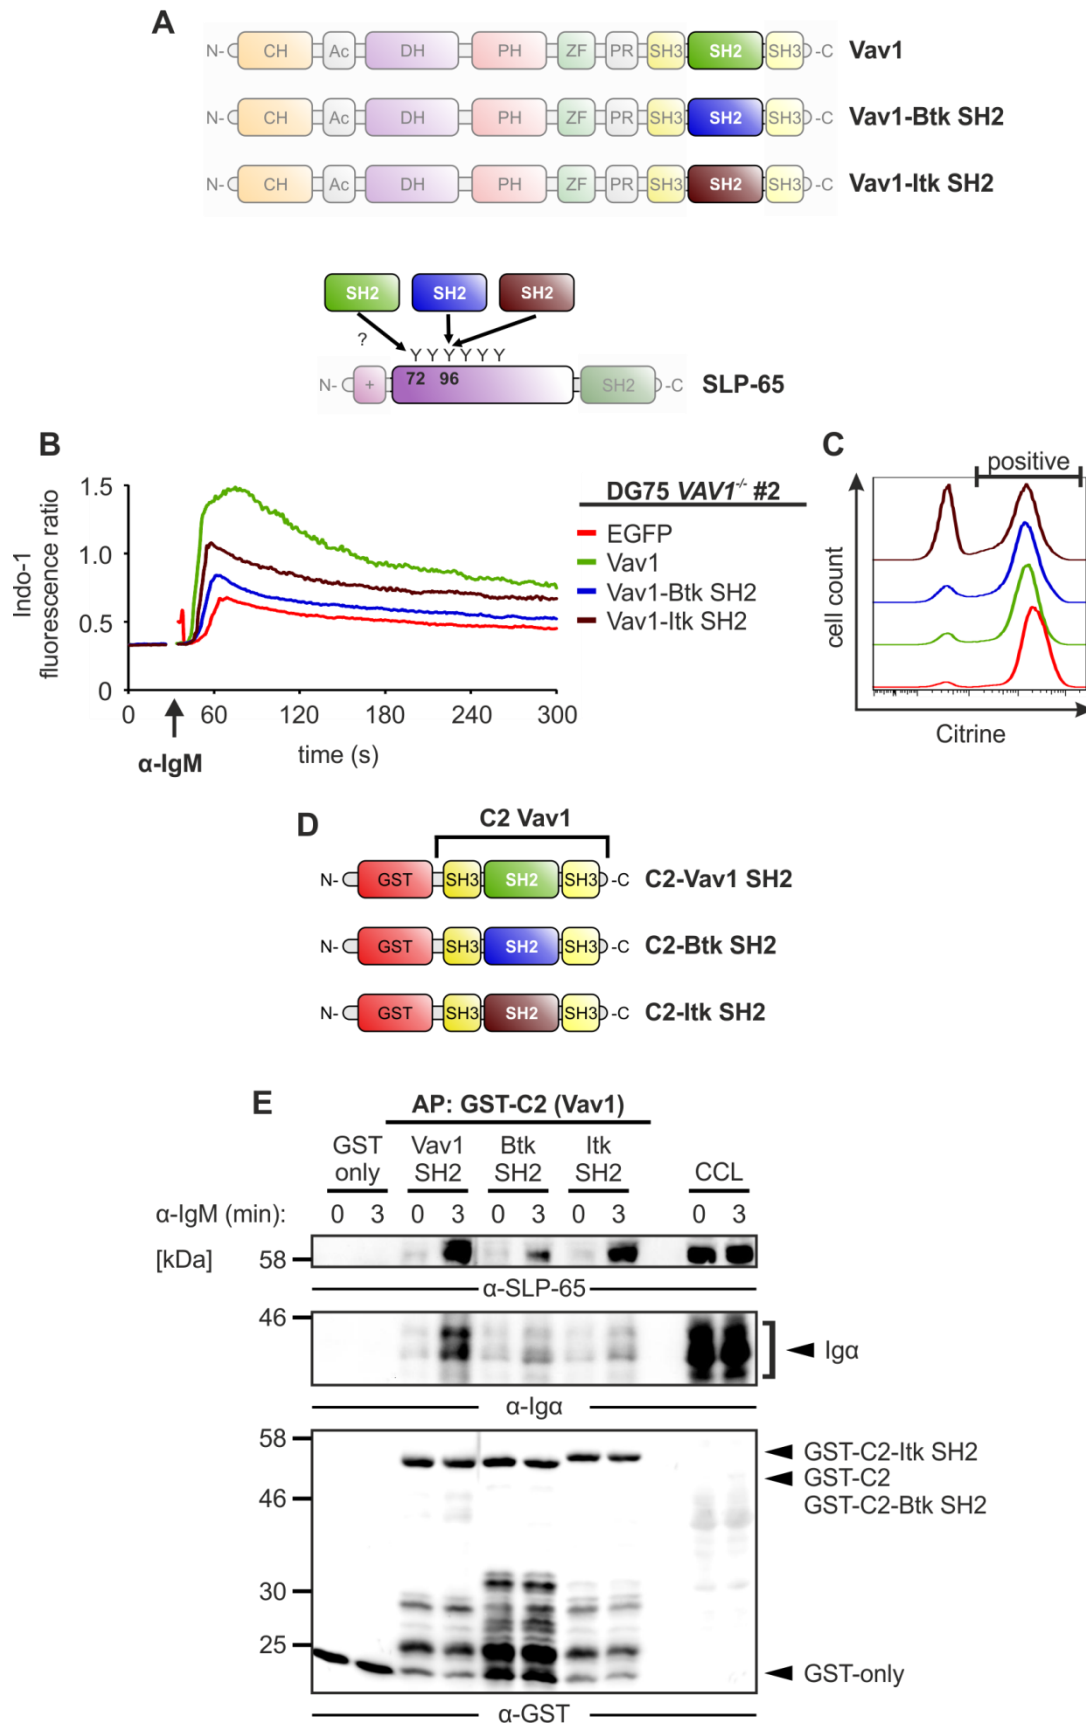 A
N- CH Ac DH PH ZF PR SH3 SH2 SH3 -C Vav1
N- CH Ac DH PH ZF PR SH3 SH2 SH3 -C Vav1-Btk SH2
N- CH Ac DH PH ZF PR SH3 SH2 SH3 -C Vav1-Itk SH2
SH2 SH2 SH2
?
Y Y Y Y Y Y
N- + 72 96 SH2 -C SLP-65
B
Indo-1
fluorescence ratio
1.5
1.0
0.5
0
0 60 120 180 240 300
α-IgM
time (s)
DG75 VAV1-/- #2
EGFP
Vav1
Vav1-Btk SH2
Vav1-Itk SH2
C
positive
cell count
Citrine
D
C2 Vav1
N- GST SH3 SH2 SH3 -C C2-Vav1 SH2
N- GST SH3 SH2 SH3 -C C2-Btk SH2
N- GST SH3 SH2 SH3 -C C2-Itk SH2
E
AP: GST-C2 (Vav1)
GST only
Vav1 SH2
Btk SH2
Itk SH2
CCL
α-IgM (min): 0 3 0 3 0 3 0 3 0 3
[kDa]
58
α-SLP-65
46
Igα
α-Igα
58
46
30
25
GST-C2-Itk SH2
GST-C2
GST-C2-Btk SH2
GST-only
α-GST